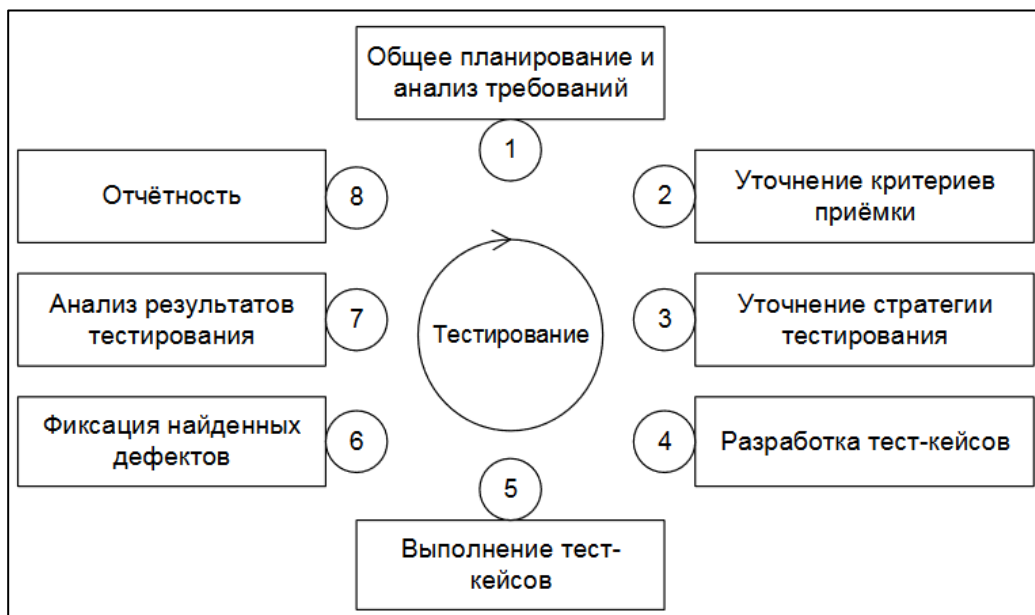 Общее планирование и
анализ требований
1
2
Уточнение критериев
приёмки
3
Уточнение стратегии
тестирования
4
Разработка тест-кейсов
5
Выполнение тест-
кейсов
6
Фиксация найденных
дефектов
7
Анализ результатов
тестирования
8
Отчётность
Тестирование